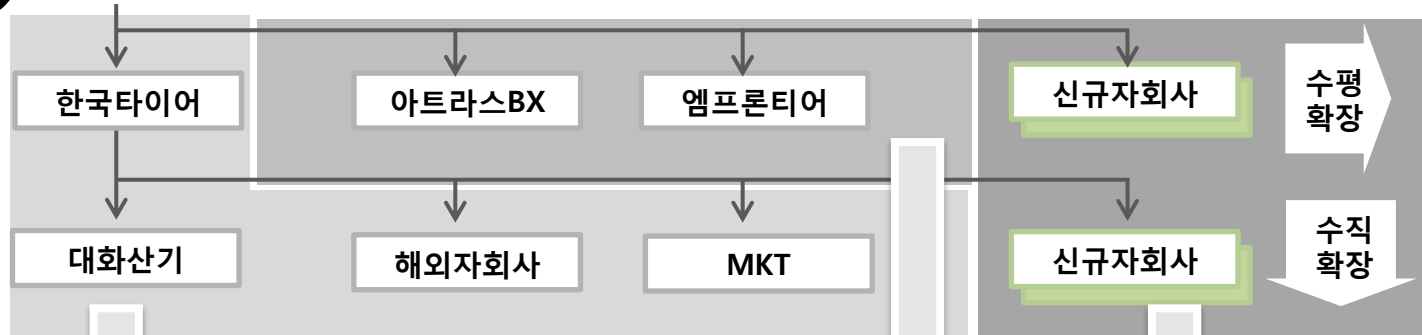 한국타이어
아트라스BX
엠프론티어
신규자회사
수평
확장
대화산기
해외자회사
MKT
신규자회사
수직
확장